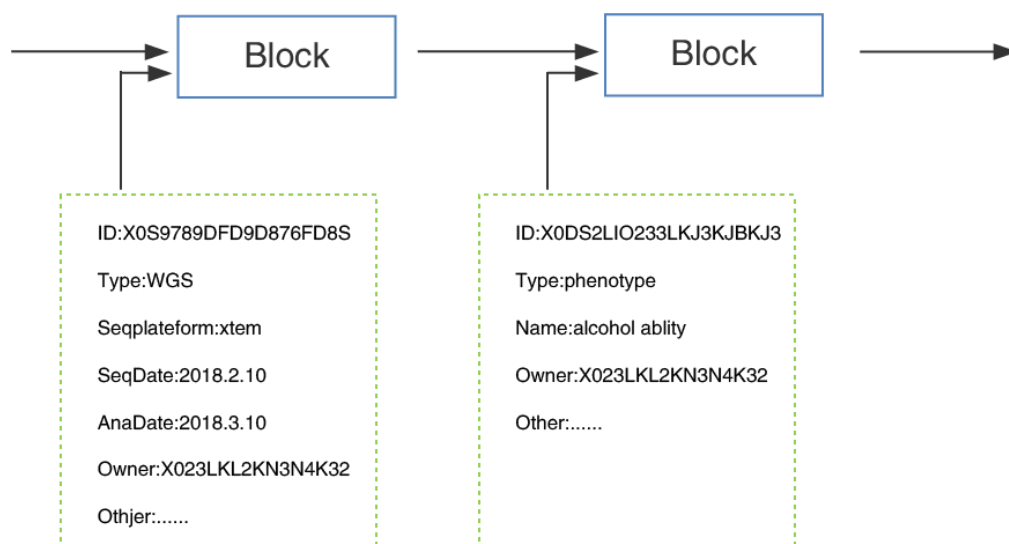 Block
Block
ID:X0S9789DFD9D876FD8S
Type:WGS
Seqplateform:xtem
SeqDate:2018.2.10
AnaDate:2018.3.10
Owner:X023LKL2KN3N4K32
Othjer:......
ID:X0DS2LIO233LKJ3KJBKJ3
Type:phenotype
Name:alcohol ablity
Owner:X023LKL2KN3N4K32
Other:......